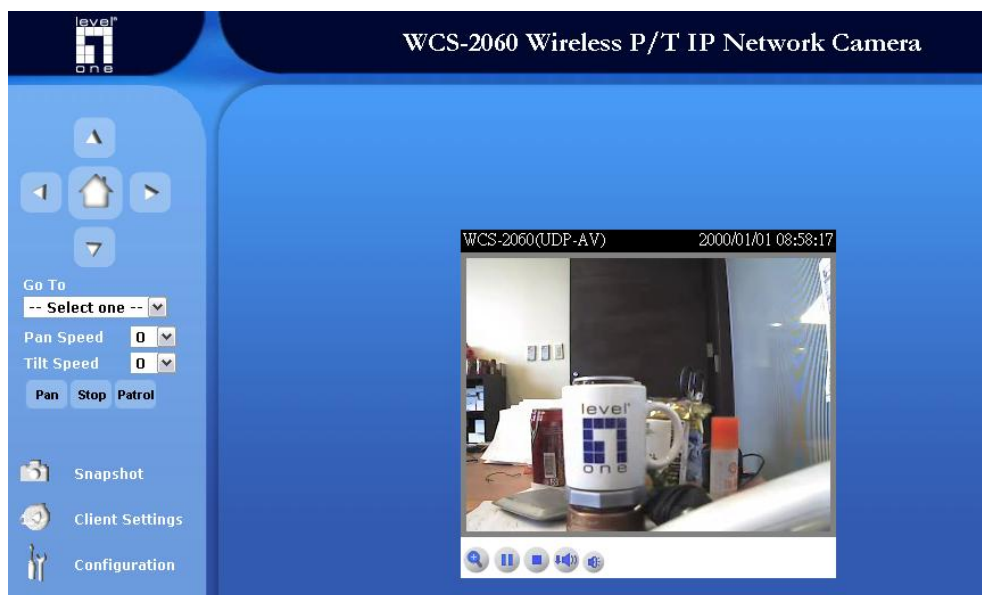 level
one
WCS-2060 Wireless P/T IP Network Camera
Go To
-- Select one --
Pan Speed 0
Tilt Speed 0
Pan Stop Patrol
Snapshot
Client Settings
Configuration
WCS-2060(UDP-AV) 2000/01/01 08:58:17
level
one